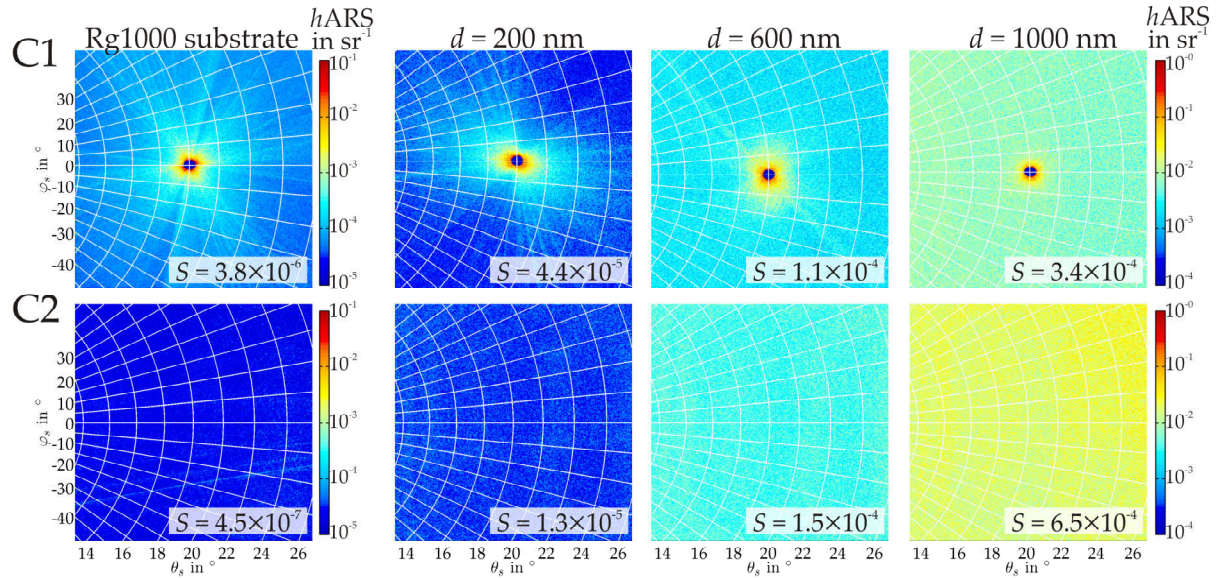 C1
Rg1000 substrate
hARS in sr⁻¹
d = 200 nm
d = 600 nm
d = 1000 nm
hARS in sr⁻¹
10⁻¹
10⁻²
10⁻³
10⁻⁴
10⁻⁵
10⁻⁰
10⁻¹
10⁻²
10⁻³
10⁻⁴
φₛ in °
30
20
10
0
-10
-20
-30
-40
S = 3.8×10⁻⁶
S = 4.4×10⁻⁵
S = 1.1×10⁻⁴
S = 3.4×10⁻⁴
C2
10⁻¹
10⁻²
10⁻³
10⁻⁴
10⁻⁵
10⁻⁰
10⁻¹
10⁻²
10⁻³
10⁻⁴
φₛ in °
30
20
10
0
-10
-20
-30
-40
S = 4.5×10⁻⁷
S = 1.3×10⁻⁵
S = 1.5×10⁻⁴
S = 6.5×10⁻⁴
14 16 18 20 22 24 26
14 16 18 20 22 24 26
14 16 18 20 22 24 26
14 16 18 20 22 24 26
θₛ in °
θₛ in °
θₛ in °
θₛ in °